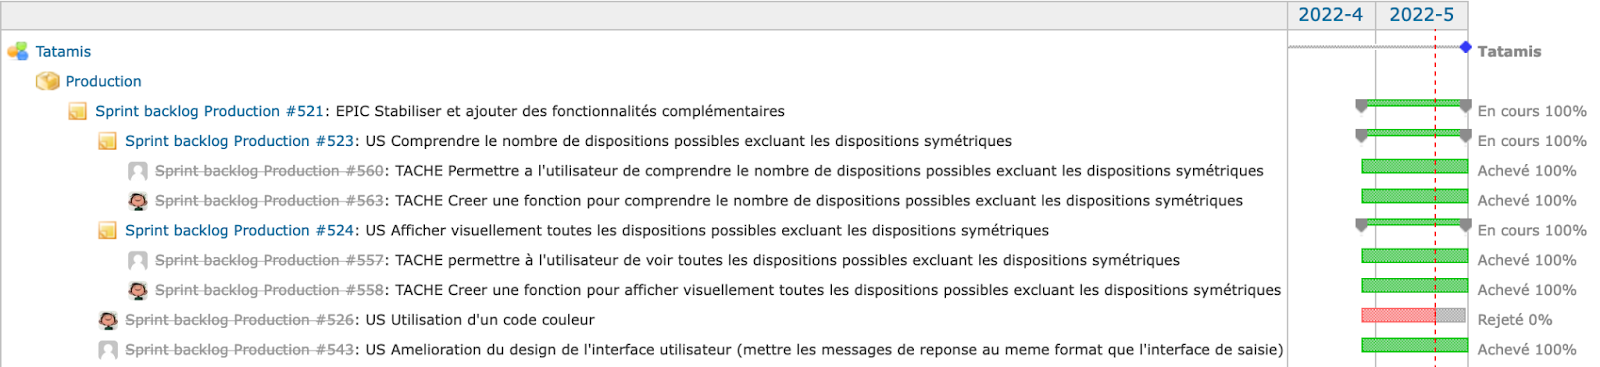 2022-4 2022-5
Tatamis Tatamis
Production
Sprint backlog Production #521: EPIC Stabiliser et ajouter des fonctionnalités complémentaires En cours 100%
Sprint backlog Production #523: US Comprendre le nombre de dispositions possibles excluant les dispositions symétriques En cours 100%
Sprint backlog Production #560: TACHE Permettre a l'utilisateur de comprendre le nombre de dispositions possibles excluant les dispositions symétriques Achevé 100%
Sprint backlog Production #563: TACHE Creer une fonction pour comprendre le nombre de dispositions possibles excluant les dispositions symétriques Achevé 100%
Sprint backlog Production #524: US Afficher visuellement toutes les dispositions possibles excluant les dispositions symétriques En cours 100%
Sprint backlog Production #557: TACHE permettre à l'utilisateur de voir toutes les dispositions possibles excluant les dispositions symétriques Achevé 100%
Sprint backlog Production #558: TACHE Creer une fonction pour afficher visuellement toutes les dispositions possibles excluant les dispositions symétriques Achevé 100%
Sprint backlog Production #526: US Utilisation d'un code couleur Rejeté 0%
Sprint backlog Production #543: US Amelioration du design de l'interface utilisateur (mettre les messages de reponse au meme format que l'interface de saisie) Achevé 100%